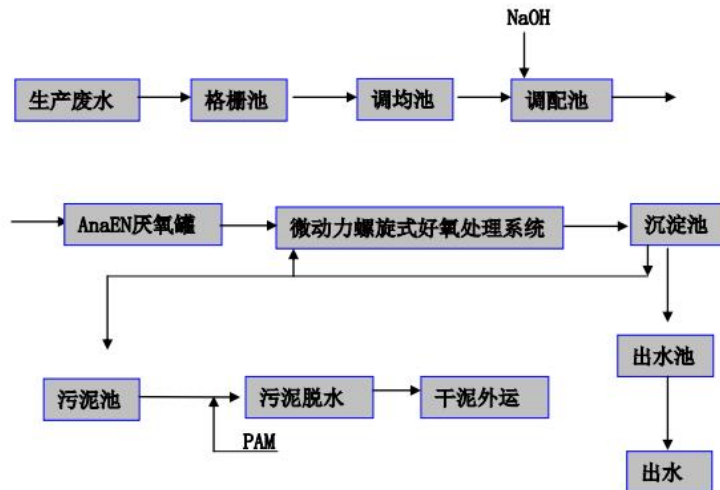 NaOH
生产废水
格栅池
调均池
调配池
AnaEN厌氧罐
微动力螺旋式好氧处理系统
沉淀池
出水池
污泥池
污泥脱水
干泥外运
PAM
出水